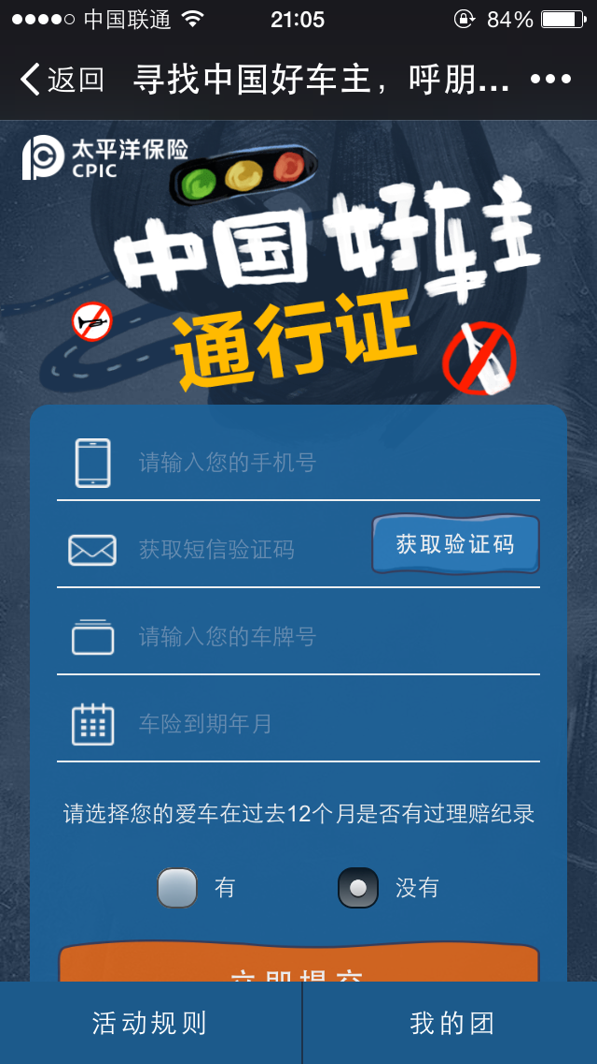 中国联通 21:05 84%
返回 寻找中国好车主，呼朋...
太平洋保险
CPIC
中国好车主
通行证
请输入您的手机号
获取短信验证码 获取验证码
请输入您的车牌号
车险到期年月
请选择您的爱车在过去12个月是否有过理赔纪录
有 没有
立即提交
活动规则 我的团